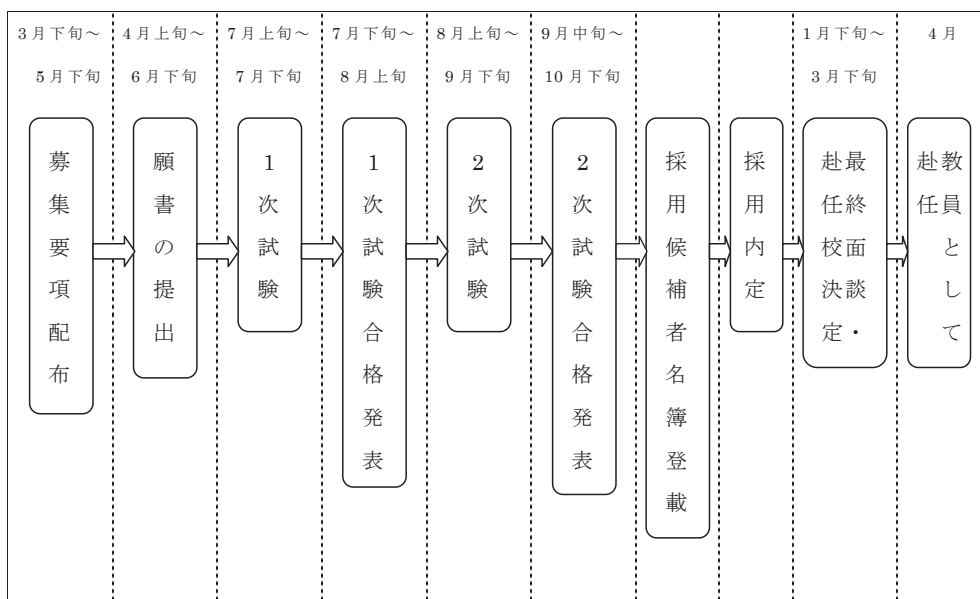 3月下旬～
5月下旬
4月上旬～
6月下旬
7月上旬～
7月下旬
7月下旬～
8月上旬
8月上旬～
9月下旬
9月中旬～
10月下旬
1月下旬～
3月下旬
4月
募集要項配布
願書の提出
1次試験
1次試験合格発表
2次試験
2次試験合格発表
採用候補者名簿登載
採用内定
最終面談・
赴任校決定
教員として
赴任